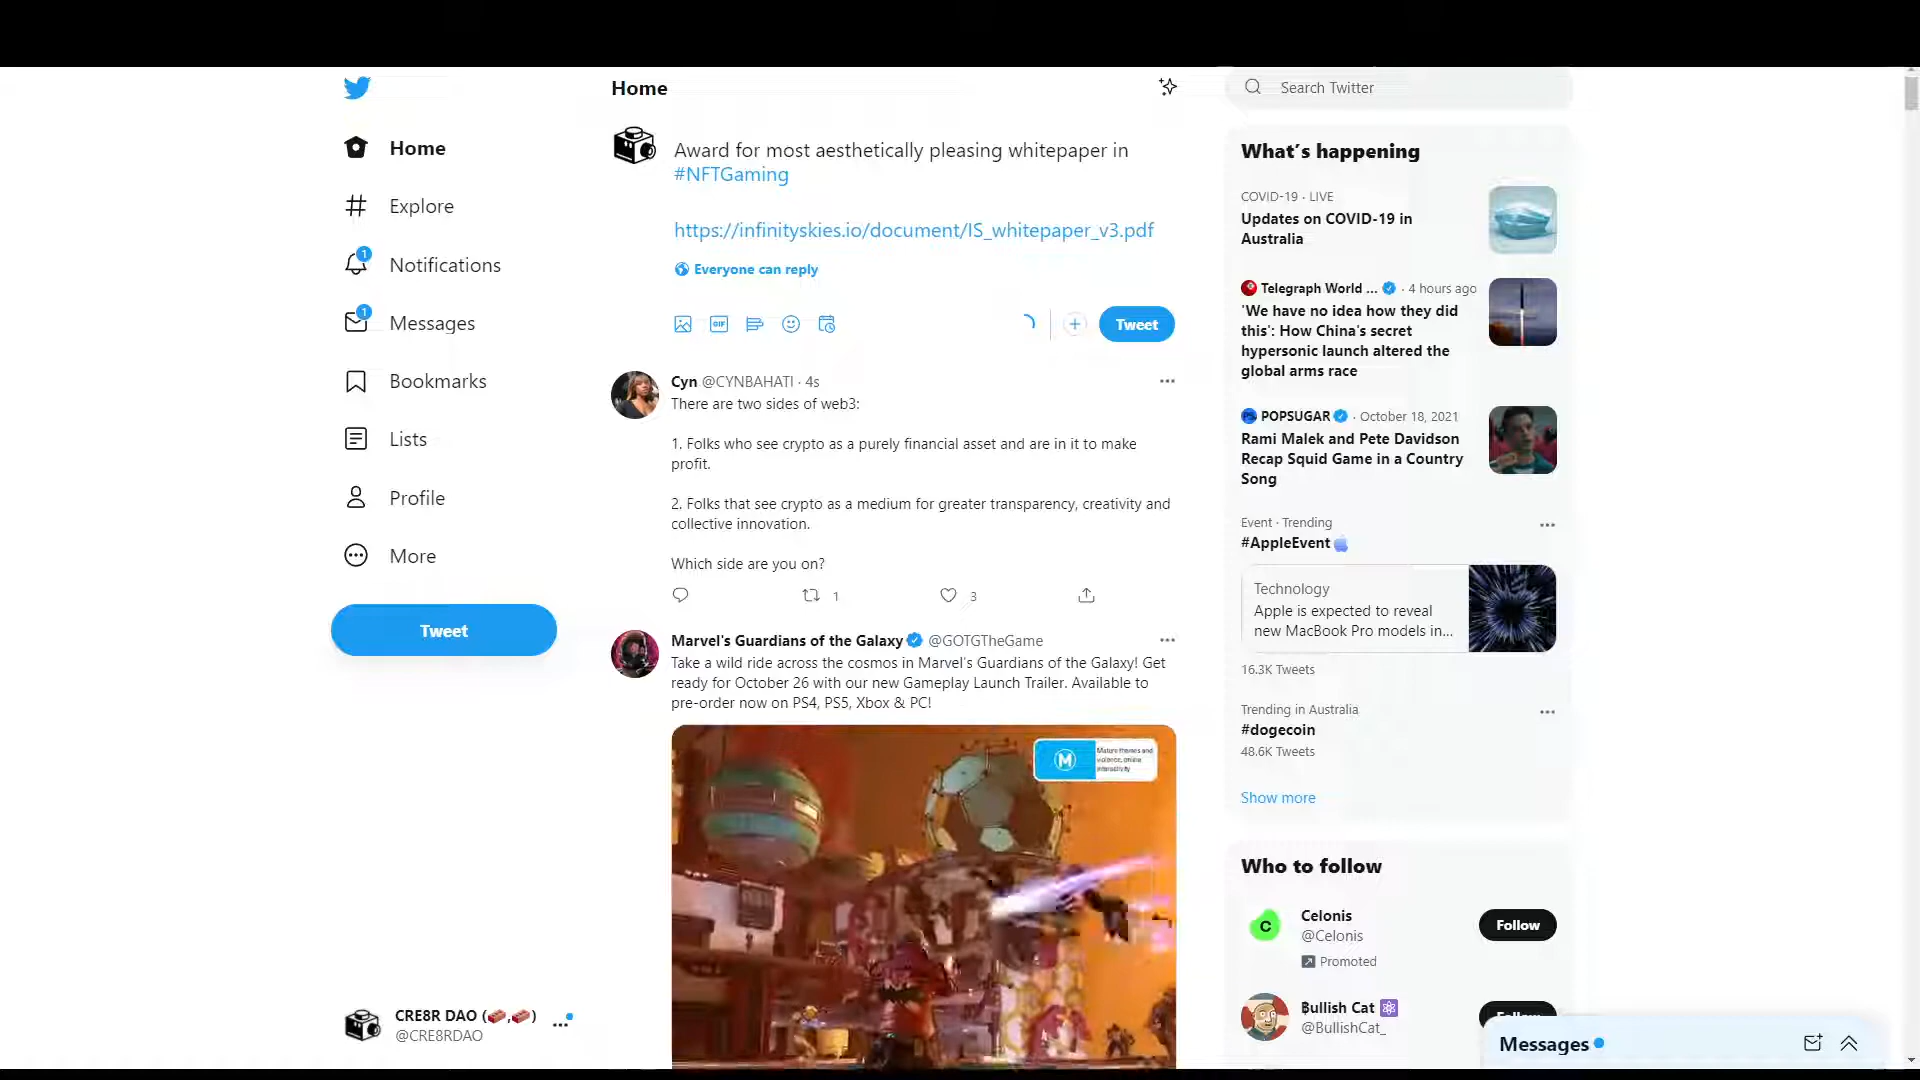 Home
Explore
Notifications
1
Messages
1
Bookmarks
Lists
Profile
More
Tweet
CRE8R DAO (🧱,🧱)
@CRE8RDAO
Home
Award for most aesthetically pleasing whitepaper in
#NFTGaming
https://infinityskies.io/document/IS_whitepaper_v3.pdf
Everyone can reply
GIF
Tweet
Cyn @CYNBAHATI · 4s
There are two sides of web3:
1. Folks who see crypto as a purely financial asset and are in it to make
profit.
2. Folks that see crypto as a medium for greater transparency, creativity and
collective innovation.
Which side are you on?
1
3
Marvel's Guardians of the Galaxy @GOTGTheGame
Take a wild ride across the cosmos in Marvel's Guardians of the Galaxy! Get
ready for October 26 with our new Gameplay Launch Trailer. Available to
pre-order now on PS4, PS5, Xbox & PC!
M
Mature themes and
violence, online
interactivity
Search Twitter
What's happening
COVID-19 · LIVE
Updates on COVID-19 in
Australia
Telegraph World ... · 4 hours ago
'We have no idea how they did
this': How China's secret
hypersonic launch altered the
global arms race
POPSUGAR · October 18, 2021
Rami Malek and Pete Davidson
Recap Squid Game in a Country
Song
Event · Trending
#AppleEvent
Technology
Apple is expected to reveal
new MacBook Pro models in...
16.3K Tweets
Trending in Australia
#dogecoin
48.6K Tweets
Show more
Who to follow
C
Celonis
@Celonis
Follow
Promoted
₿ullish Cat ⚛
@BullishCat_
Follow
Messages